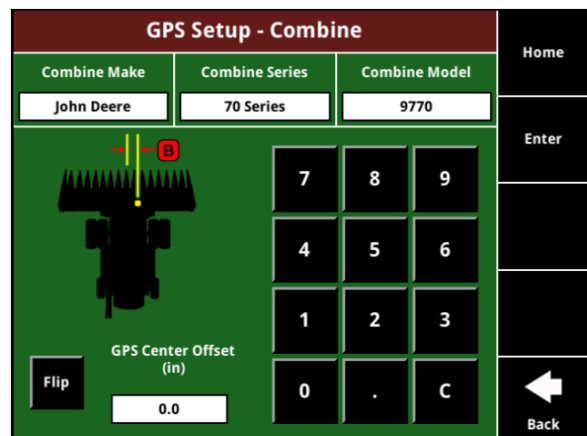 GPS Setup - Combine
Home
Combine Make
Combine Series
Combine Model
John Deere
70 Series
9770
Enter
B
7
8
9
4
5
6
1
2
3
GPS Center Offset
(in)
Flip
0.0
0
.
C
Back